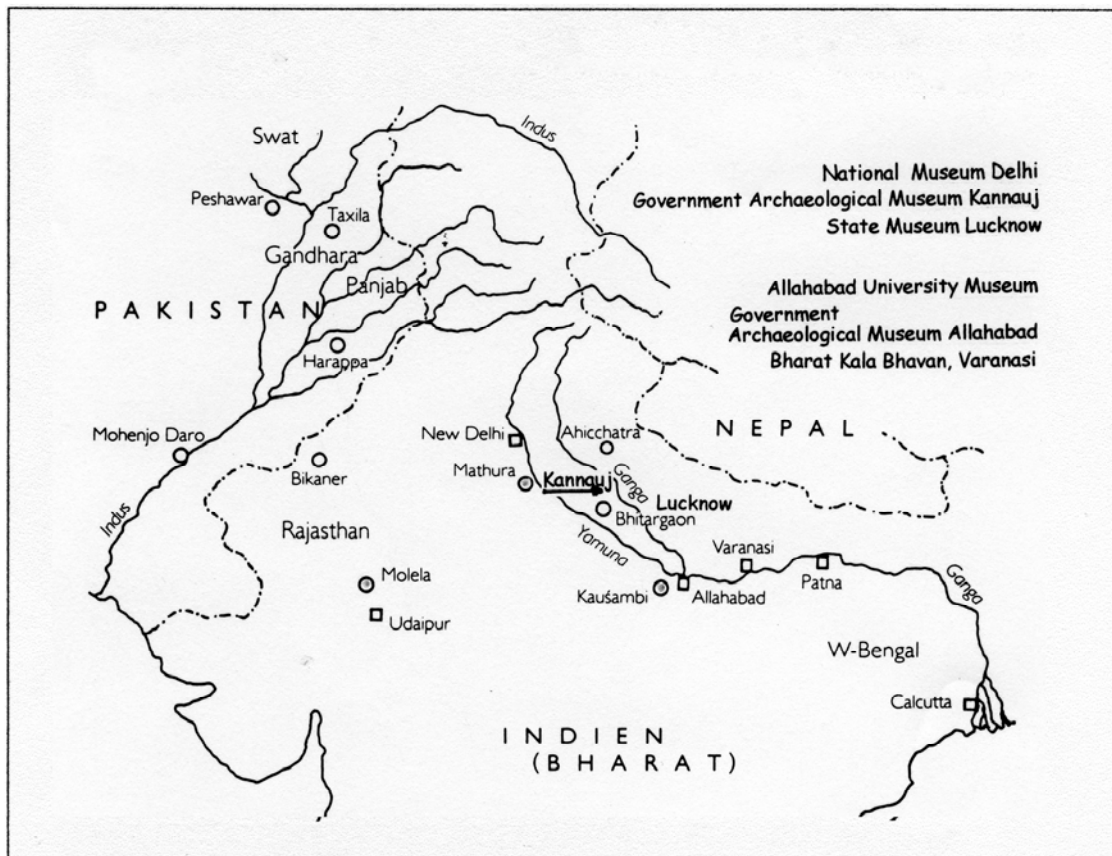 Indus
Swat
National Museum Delhi
Peshawar
Government Archaeological Museum Kannauj
Taxila
State Museum Lucknow
Gandhara
Panjab
Allahabad University Museum
PAKISTAN
Government
Archaeological Museum Allahabad
Harappa
Bharat Kala Bhavan, Varanasi
NEPAL
Mohenjo Daro
New Delhi
Ahicchatra
Bikaner
Mathura
Kannauj
Ganga
Lucknow
Indus
Bhitargaon
Rajasthan
Yamuna
Varanasi
Molela
Patna
Ganga
Kauśambi
Allahabad
Udaipur
W-Bengal
Calcutta
INDIEN
(BHARAT)